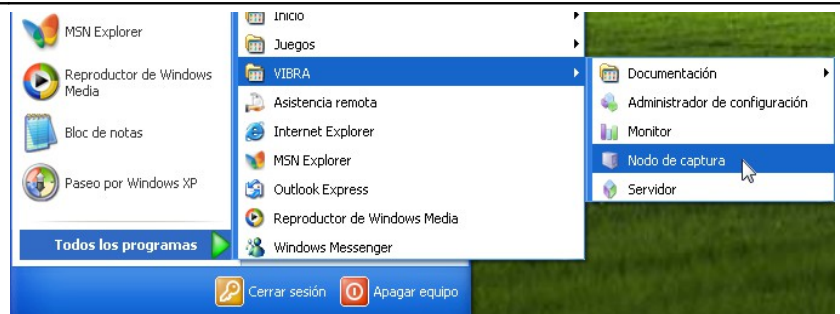 MSN Explorer
Reproductor de Windows
Media
Bloc de notas
Paseo por Windows XP
Todos los programas
Inicio
Juegos
VIBRA
Asistencia remota
Internet Explorer
MSN Explorer
Outlook Express
Reproductor de Windows Media
Windows Messenger
Documentación
Administrador de configuración
Monitor
Nodo de captura
Servidor
Cerrar sesión
Apagar equipo